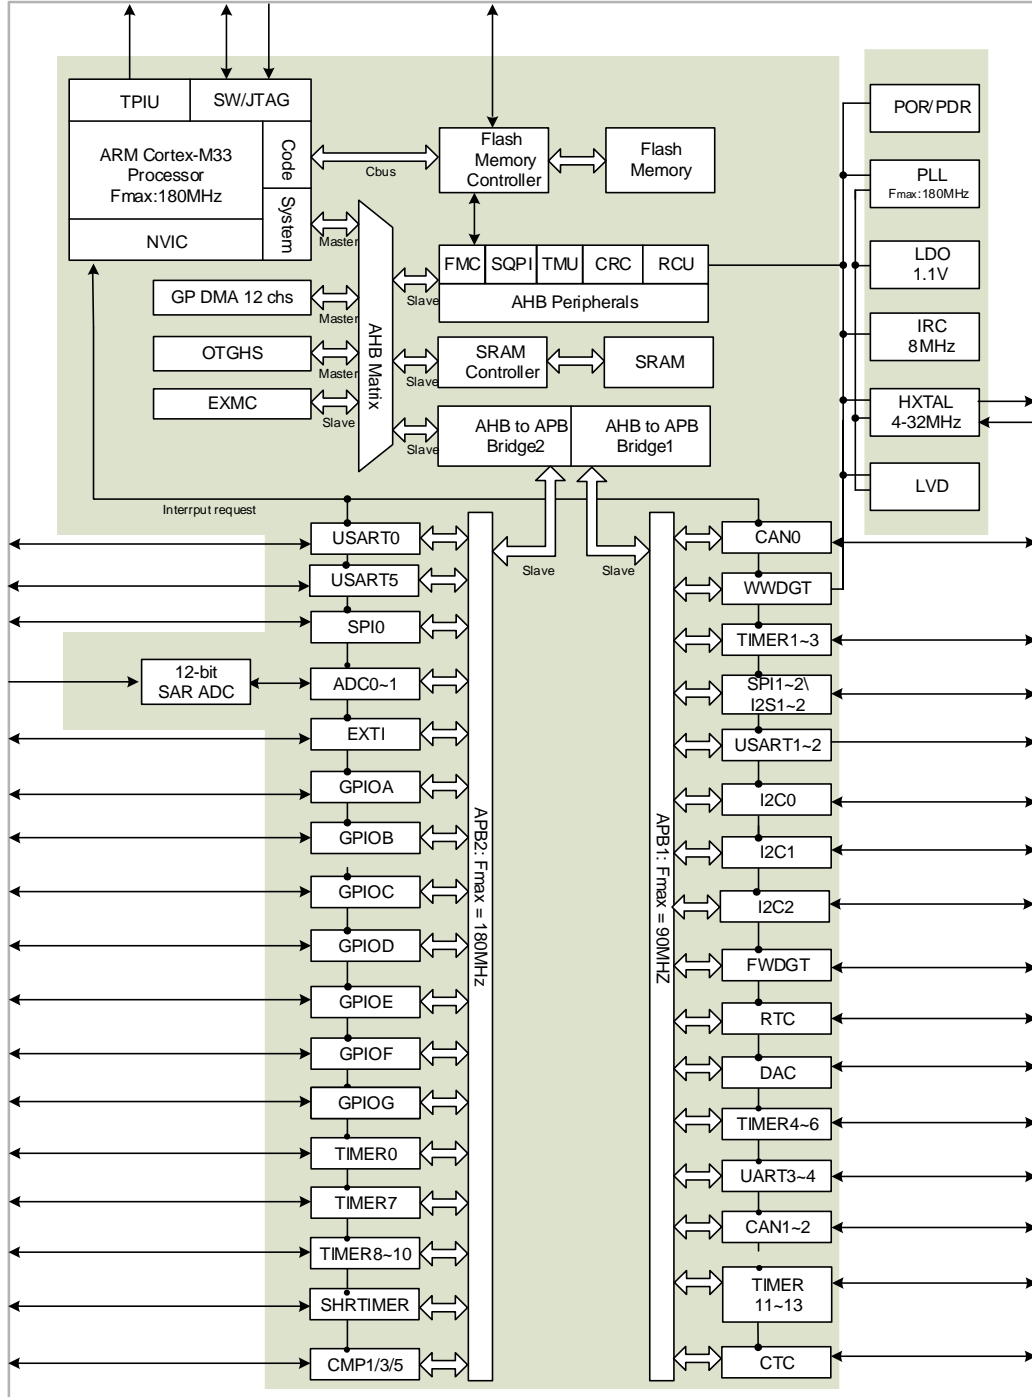 TPIU
SW/JTAG
ARM Cortex-M33
Processor
Fmax:180MHz
Code
System
NVIC
Cbus
Flash
Memory
Controller
Flash
Memory
POR/PDR
PLL
Fmax:180MHz
LDO
1.1V
IRC
8MHz
HXTAL
4-32MHz
LVD
Master
FMC
SQPI
TMU
CRC
RCU
AHB Peripherals
Slave
GP DMA 12 chs
Master
AHB Matrix
OTGHS
Master
SRAM
Controller
SRAM
Slave
EXMC
Slave
AHB to APB
Bridge2
AHB to APB
Bridge1
Slave
Interrput request
Slave
Slave
USART0
USART5
SPI0
12-bit
SAR ADC
ADC0~1
EXTI
GPIOA
GPIOB
GPIOC
GPIOD
GPIOE
GPIOF
GPIOG
TIMER0
TIMER7
TIMER8~10
SHRTIMER
CMP1/3/5
APB2: Fmax = 180MHz
APB1: Fmax = 90MHZ
CAN0
WWDGT
TIMER1~3
SPI1~2\
I2S1~2
USART1~2
I2C0
I2C1
I2C2
FWDGT
RTC
DAC
TIMER4~6
UART3~4
CAN1~2
TIMER
11~13
CTC